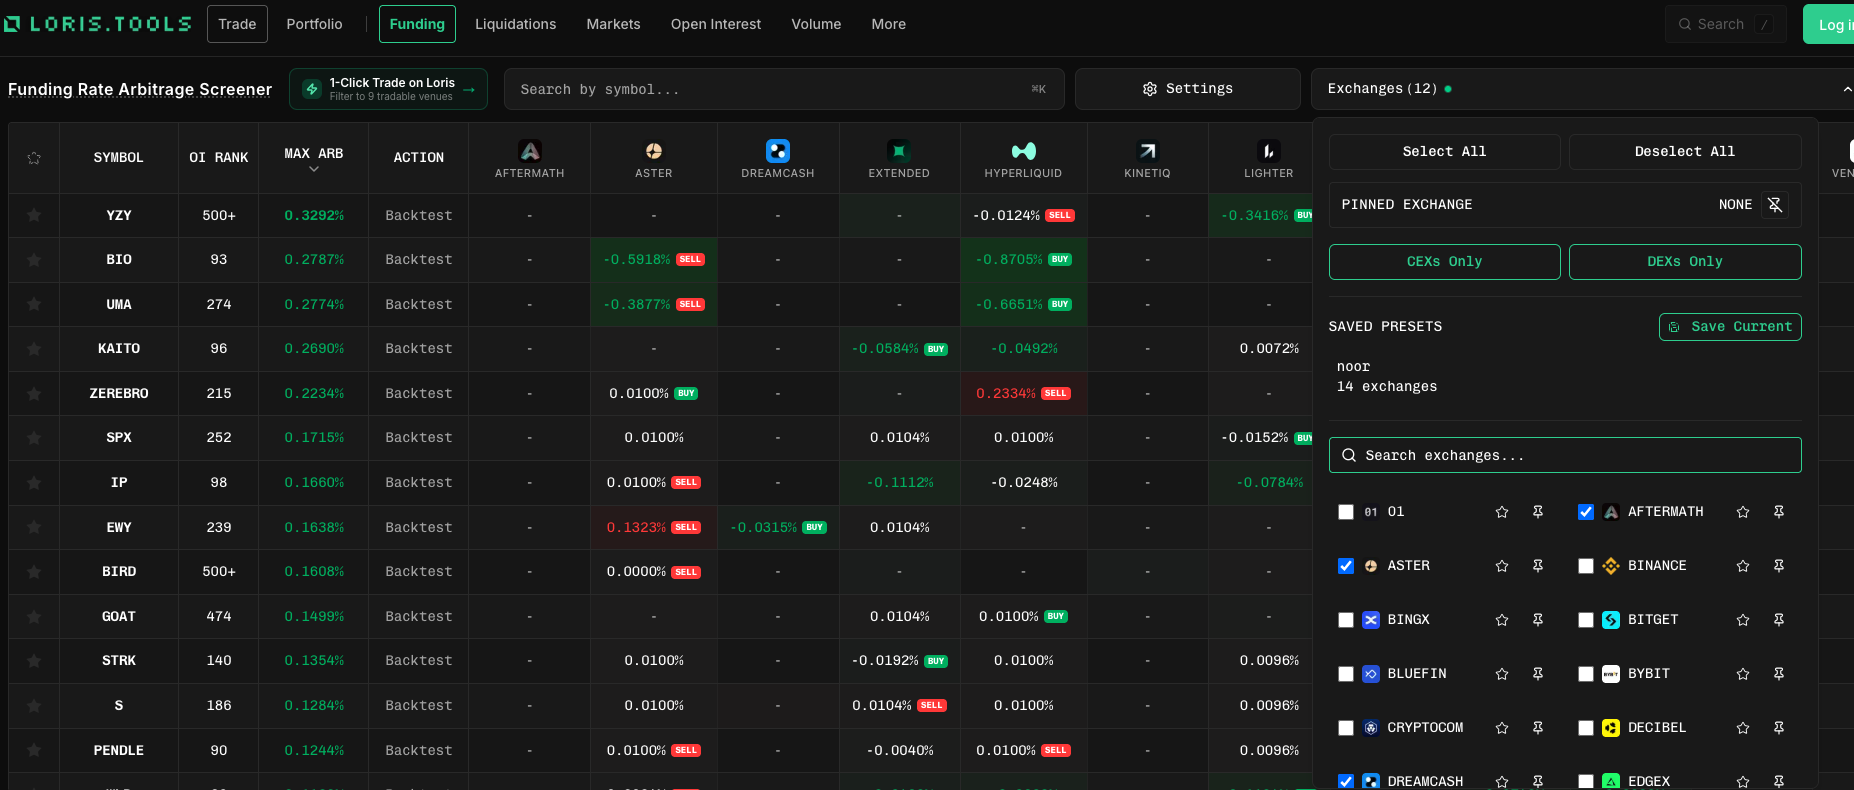 LORIS.TOOLS Trade Portfolio Funding Liquidations Markets Open Interest Volume More Search / Log in
Funding Rate Arbitrage Screener 1-Click Trade on Loris → Search by symbol... ⌘K Settings Exchanges(12)
Filter to 9 tradable venues
SYMBOL OI RANK MAX ARB ACTION AFTERMATH ASTER DREAMCASH EXTENDED HYPERLIQUID KINETIQ LIGHTER
YZY 500+ 0.3292% Backtest - - - - -0.0124% SELL - -0.3416% BUY
BIO 93 0.2787% Backtest - -0.5918% SELL - - -0.8705% BUY - -
UMA 274 0.2774% Backtest - -0.3877% SELL - - -0.6651% BUY - -
KAITO 96 0.2690% Backtest - - - -0.0584% BUY -0.0492% - 0.0072%
ZEREBRO 215 0.2234% Backtest - 0.0100% BUY - - 0.2334% SELL - -
SPX 252 0.1715% Backtest - 0.0100% - 0.0104% 0.0100% - -0.0152% BUY
IP 98 0.1660% Backtest - 0.0100% SELL - -0.1112% -0.0248% - -0.0784%
EWY 239 0.1638% Backtest - 0.1323% SELL -0.0315% BUY 0.0104% - - -
BIRD 500+ 0.1608% Backtest - 0.0000% SELL - - - - -
GOAT 474 0.1499% Backtest - - - 0.0104% 0.0100% BUY - -
STRK 140 0.1354% Backtest - 0.0100% - -0.0192% BUY 0.0100% - 0.0096%
S 186 0.1284% Backtest - 0.0100% - 0.0104% SELL 0.0100% - 0.0096%
PENDLE 90 0.1244% Backtest - 0.0100% SELL - -0.0040% 0.0100% SELL - 0.0096%
Select All Deselect All
PINNED EXCHANGE NONE
CEXs Only DEXs Only
SAVED PRESETS Save Current
noor
14 exchanges
Search exchanges...
01 01 AFTERMATH
ASTER BINANCE
BINGX BITGET
BLUEFIN BYBIT
CRYPTOCOM DECIBEL
DREAMCASH EDGEX